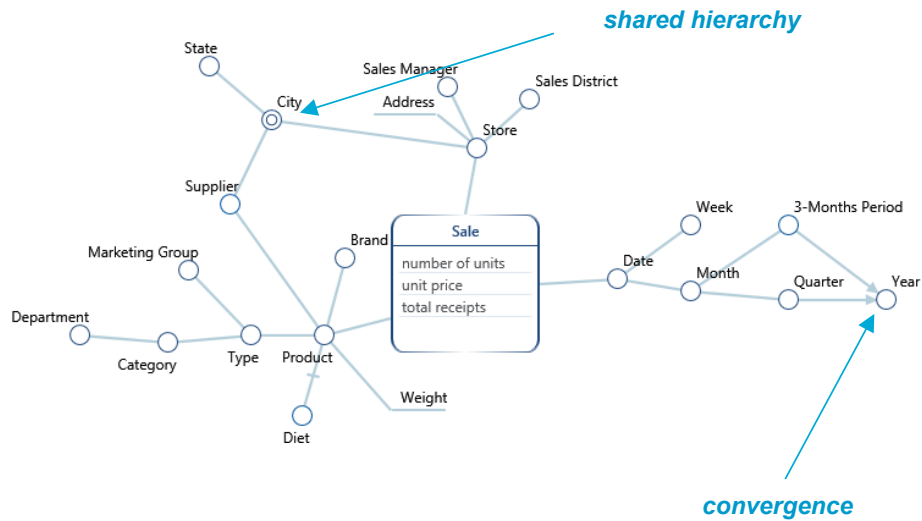 shared hierarchy
State
Sales Manager
Sales District
City
Address
Store
Supplier
Week
3-Months Period
Brand
Sale
Marketing Group
number of units
Date
Month
Quarter
Year
unit price
total receipts
Department
Category
Type
Product
Weight
Diet
convergence